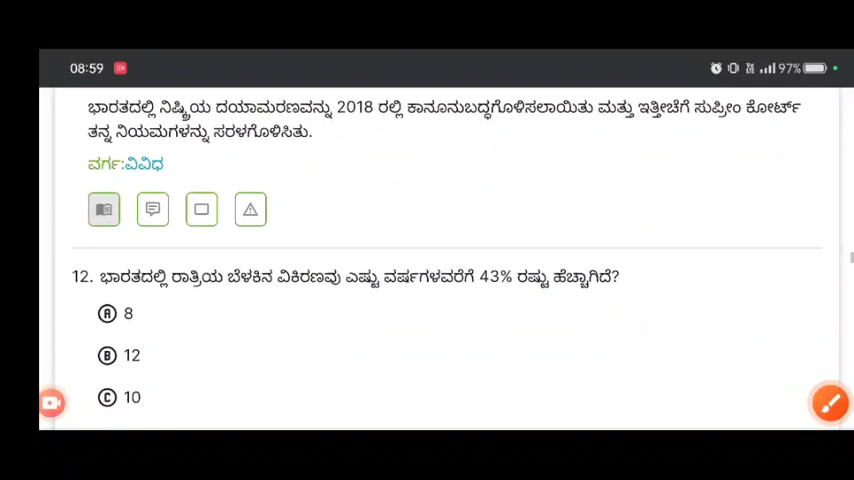 08:59
97%
ಭಾರತದಲ್ಲಿ ನಿಷ್ಕ್ರಿಯ ದಯಾಮರಣವನ್ನು 2018 ರಲ್ಲಿ ಕಾನೂನುಬದ್ಧಗೊಳಿಸಲಾಯಿತು ಮತ್ತು ಇತ್ತೀಚೆಗೆ ಸುಪ್ರೀಂ ಕೋರ್ಟ್
ತನ್ನ ನಿಯಮಗಳನ್ನು ಸರಳಗೊಳಿಸಿತು.
ವರ್ಗ:ವಿವಿಧ
12. ಭಾರತದಲ್ಲಿ ರಾತ್ರಿಯ ಬೆಳಕಿನ ವಿಕಿರಣವು ಎಷ್ಟು ವರ್ಷಗಳವರೆಗೆ 43% ರಷ್ಟು ಹೆಚ್ಚಾಗಿದೆ?
A 8
B 12
C 10